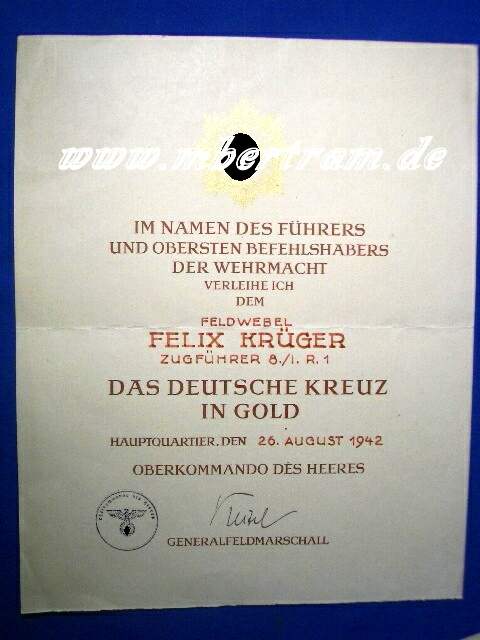 www.mbertram.de
IM NAMEN DES FÜHRERS
UND OBERSTEN BEFEHLSHABERS
DER WEHRMACHT
VERLEIHE ICH
DEM
FELDWEBEL
FELIX KRÜGER
ZUGFÜHRER 8./I.R.1
DAS DEUTSCHE KREUZ
IN GOLD
HAUPTQUARTIER, DEN 26. AUGUST 1942
OBERKOMMANDO DES HEERES
Keitel
GENERALFELDMARSCHALL